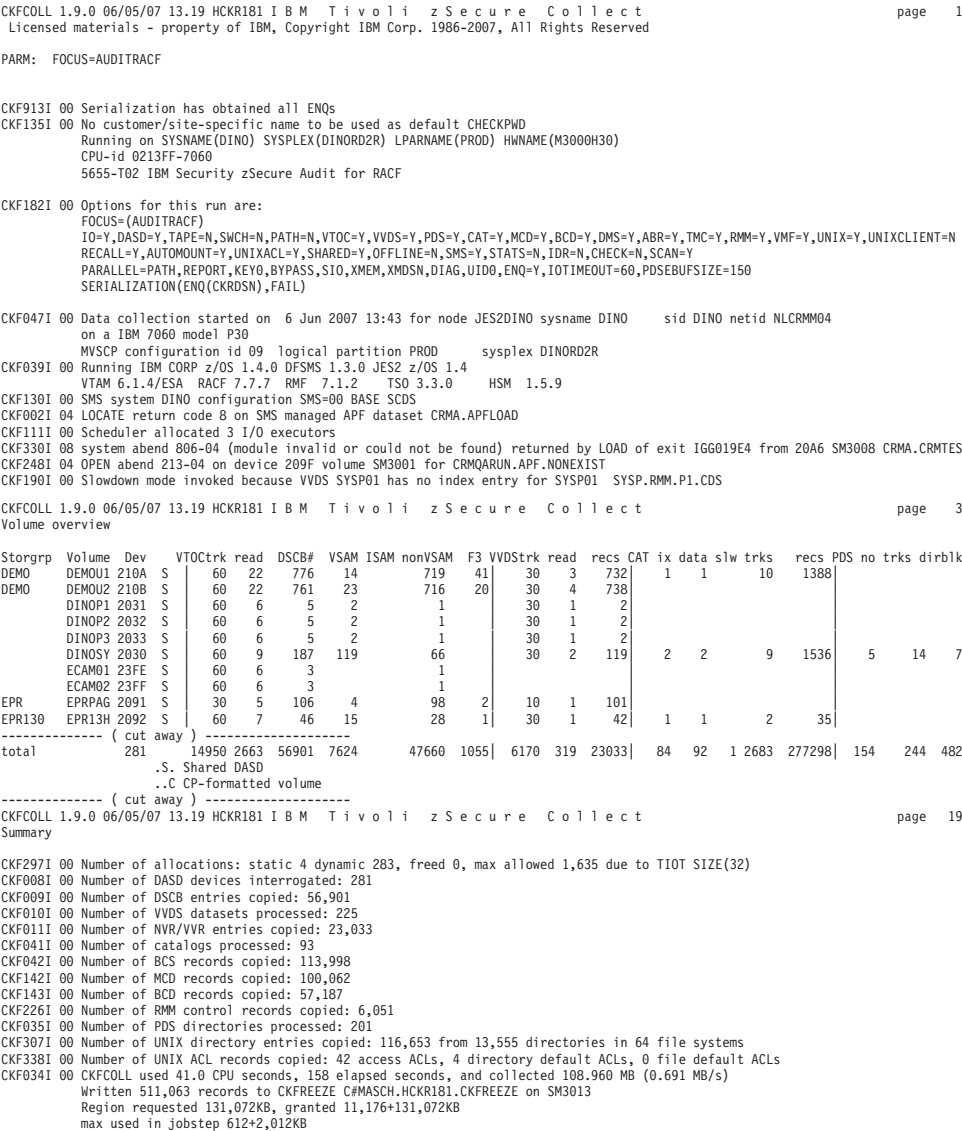 CKFCOLL 1.9.0 06/05/07 13.19 HCKR181 I B M   T i v o l i   z S e c u r e   C o l l e c t   page 1
Licensed materials - property of IBM, Copyright IBM Corp. 1986-2007, All Rights Reserved
PARM: FOCUS=AUDITRACF
CKF913I 00 Serialization has obtained all ENQs
CKF135I 00 No customer/site-specific name to be used as default CHECKPWD
Running on SYSNAME(DINO) SYSPLEX(DINORD2R) LPARNAME(PROD) HWNAME(M3000H30)
CPU-id 0213FF-7060
5655-T02 IBM Security zSecure Audit for RACF
CKF182I 00 Options for this run are:
FOCUS=(AUDITRACF)
IO=Y,DASD=Y,TAPE=N,SWCH=N,PATH=N,VTOC=Y,VVDS=Y,PDS=Y,CAT=Y,MCD=Y,BCD=Y,DMS=Y,ABR=Y,TMC=Y,RMM=Y,VMF=Y,UNIX=Y,UNIXCLIENT=N
RECALL=Y,AUTOMOUNT=Y,UNIXACL=Y,SHARED=Y,OFFLINE=N,SMS=Y,STATS=N,IDR=N,CHECK=N,SCAN=Y
PARALLEL=PATH,REPORT,KEY0,BYPASS,SIO,XMEM,XMDSN,DIAG,UID0,ENQ=Y,IOTIMEOUT=60,PDSEBUFSIZE=150
SERIALIZATION(ENQ(CKRDSN),FAIL)
CKF047I 00 Data collection started on 6 Jun 2007 13:43 for node JES2DINO sysname DINO sid DINO netid NLCRMM04
on a IBM 7060 model P30
MVSCP configuration id 09 logical partition PROD sysplex DINORD2R
CKF039I 00 Running IBM CORP z/OS 1.4.0 DFSMS 1.3.0 JES2 z/OS 1.4
VTAM 6.1.4/ESA RACF 7.7.7 RMF 7.1.2 TSO 3.3.0 HSM 1.5.9
CKF130I 00 SMS system DINO configuration SMS=00 BASE SCDS
CKF002I 04 LOCATE return code 8 on SMS managed APF dataset CRMA.APFLOAD
CKF111I 00 Scheduler allocated 3 I/O executors
CKF330I 08 system abend 806-04 (module invalid or could not be found) returned by LOAD of exit IGG019E4 from 20A6 SM3008 CRMA.CRMTES
CKF248I 04 OPEN abend 213-04 on device 209F volume SM3001 for CRMQARUN.APF.NONEXIST
CKF190I 00 Slowdown mode invoked because VVDS SYSP01 has no index entry for SYSP01 SYSP.RMM.P1.CDS
CKFCOLL 1.9.0 06/05/07 13.19 HCKR181 I B M   T i v o l i   z S e c u r e   C o l l e c t   page 3
Volume overview
Storgrp Volume Dev VTOCtrk read DSCB# VSAM ISAM nonVSAM F3 VVDStrk read recs CAT ix data slw trks recs PDS no trks dirblk
DEMO DEMOU1 210A S | 60 22 776 14 719 41| 30 3 732| 1 1 10 1388|
DEMO DEMOU2 210B S | 60 22 761 23 716 20| 30 4 738| |
DINOP1 2031 S | 60 6 5 2 1 | 30 1 2| |
DINOP2 2032 S | 60 6 5 2 1 | 30 1 2| |
DINOP3 2033 S | 60 6 5 2 1 | 30 1 2| |
DINOSY 2030 S | 60 9 187 119 66 | 30 2 119| 2 2 9 1536| 5 14 7
ECAM01 23FE S | 60 6 3 1 | | |
ECAM02 23FF S | 60 6 3 1 | | |
EPR EPRPAG 2091 S | 30 5 106 4 98 2| 10 1 101| |
EPR130 EPR13H 2092 S | 60 7 46 15 28 1| 30 1 42| 1 1 2 35|
-------------- ( cut away ) --------------------
total 281 14950 2663 56901 7624 47660 1055| 6170 319 23033| 84 92 1 2683 277298| 154 244 482
.S. Shared DASD
..C CP-formatted volume
-------------- ( cut away ) --------------------
CKFCOLL 1.9.0 06/05/07 13.19 HCKR181 I B M   T i v o l i   z S e c u r e   C o l l e c t   page 19
Summary
CKF297I 00 Number of allocations: static 4 dynamic 283, freed 0, max allowed 1,635 due to TIOT SIZE(32)
CKF008I 00 Number of DASD devices interrogated: 281
CKF009I 00 Number of DSCB entries copied: 56,901
CKF010I 00 Number of VVDS datasets processed: 225
CKF011I 00 Number of NVR/VVR entries copied: 23,033
CKF041I 00 Number of catalogs processed: 93
CKF042I 00 Number of BCS records copied: 113,998
CKF142I 00 Number of MCD records copied: 100,062
CKF143I 00 Number of BCD records copied: 57,187
CKF226I 00 Number of RMM control records copied: 6,051
CKF035I 00 Number of PDS directories processed: 201
CKF307I 00 Number of UNIX directory entries copied: 116,653 from 13,555 directories in 64 file systems
CKF338I 00 Number of UNIX ACL records copied: 42 access ACLs, 4 directory default ACLs, 0 file default ACLs
CKF034I 00 CKFCOLL used 41.0 CPU seconds, 158 elapsed seconds, and collected 108.960 MB (0.691 MB/s)
Written 511,063 records to CKFREEZE C#MASCH.HCKR181.CKFREEZE on SM3013
Region requested 131,072KB, granted 11,176+131,072KB
max used in jobstep 612+2,012KB